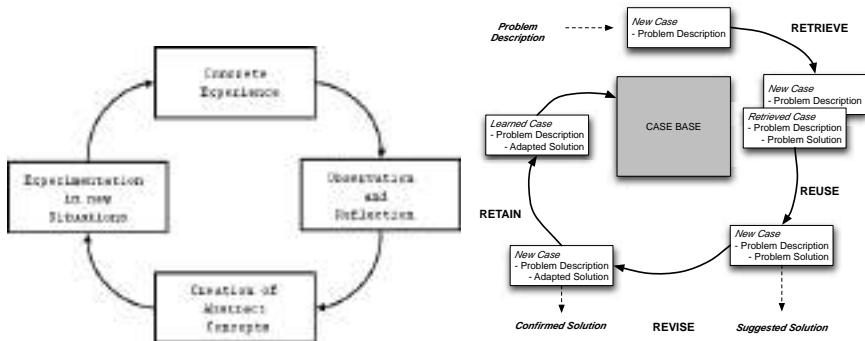 Concrete
Experience
Observation
and
Reflection
Creation of
Abstract
Concepts
Experimentation
in new
Situations
Problem
Description
New Case
- Problem Description
RETRIEVE
New Case
- Problem Description
Retrieved Case
- Problem Description
- Problem Solution
REUSE
New Case
- Problem Description
- Problem Solution
Suggested Solution
REVISE
New Case
- Problem Description
- Adapted Solution
Confirmed Solution
RETAIN
Learned Case
- Problem Description
- Adapted Solution
CASE BASE